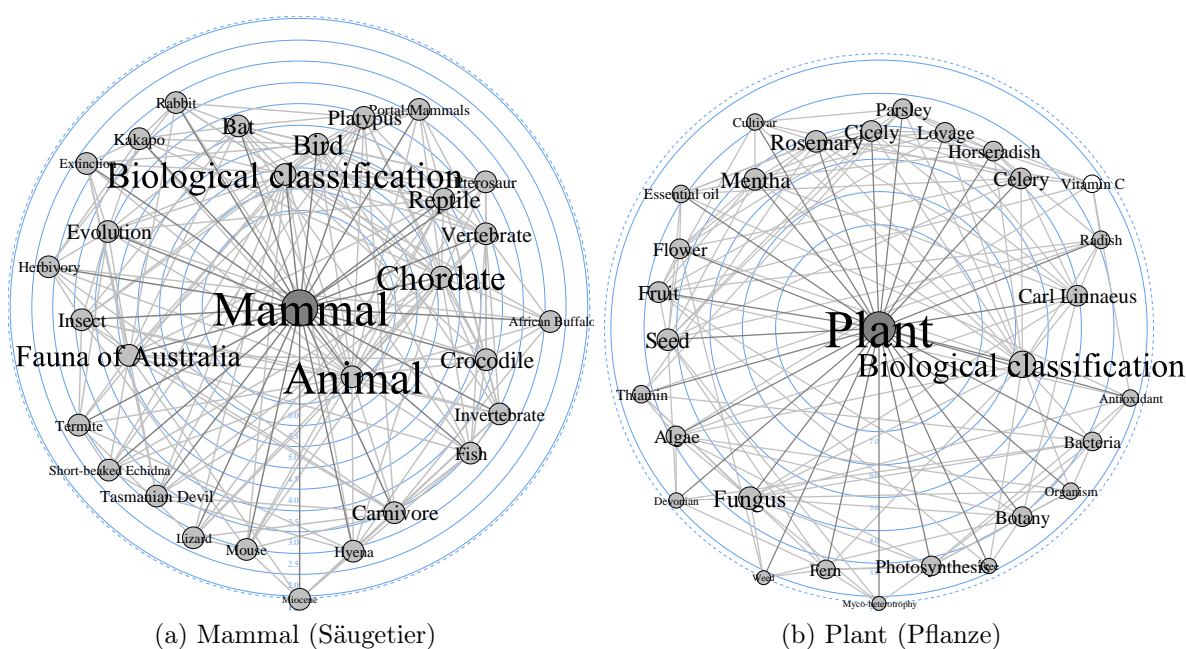 Rabbit
Portal:Mammals
Platypus
Bat
Kakapo
Bird
Extinction
Biological classification
Pterosaur
Reptile
Evolution
Vertebrate
Herbivory
Chordate
Mammal
Insect
African Buffalo
Fauna of Australia
Crocodile
Animal
Invertebrate
Termite
Fish
Short-beaked Echidna
Tasmanian Devil
Carnivore
Lizard
Mouse
Hyena
Miocene
(a) Mammal (Säugetier)
Parsley
Cultivar
Cicely
Lovage
Rosemary
Horseradish
Mentha
Celery
Vitamin C
Essential oil
Flower
Radish
Fruit
Carl Linnaeus
Plant
Seed
Biological classification
Thiamin
Antioxidant
Algae
Bacteria
Devonian
Fungus
Organism
Botany
Fern
Photosynthesis
Weed
Myco-heterotrophy
(b) Plant (Pflanze)